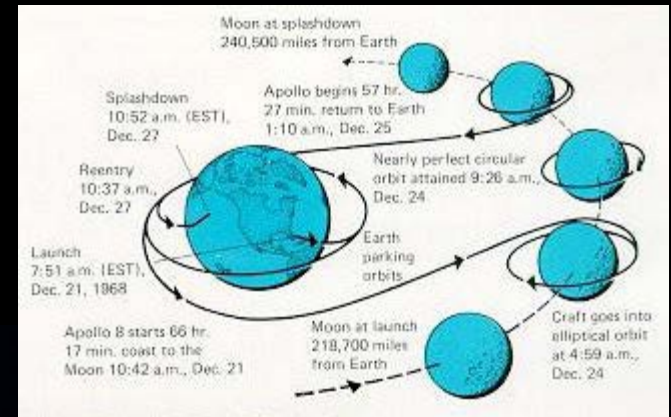 Moon at splashdown
240,500 miles from Earth
Splashdown
10:52 a.m. (EST),
Dec. 27
Apollo begins 57 hr.
27 min. return to Earth
1:10 a.m., Dec. 25
Reentry
10:37 a.m.,
Dec. 27
Nearly perfect circular
orbit attained 9:26 a.m.,
Dec. 24
Launch
7:51 a.m. (EST),
Dec. 21, 1968
Earth
parking
orbits
Apollo 8 starts 66 hr.
17 min. coast to the
Moon 10:42 a.m., Dec. 21
Moon at launch
218,700 miles
from Earth
Craft goes into
elliptical orbit
at 4:59 a.m.,
Dec. 24